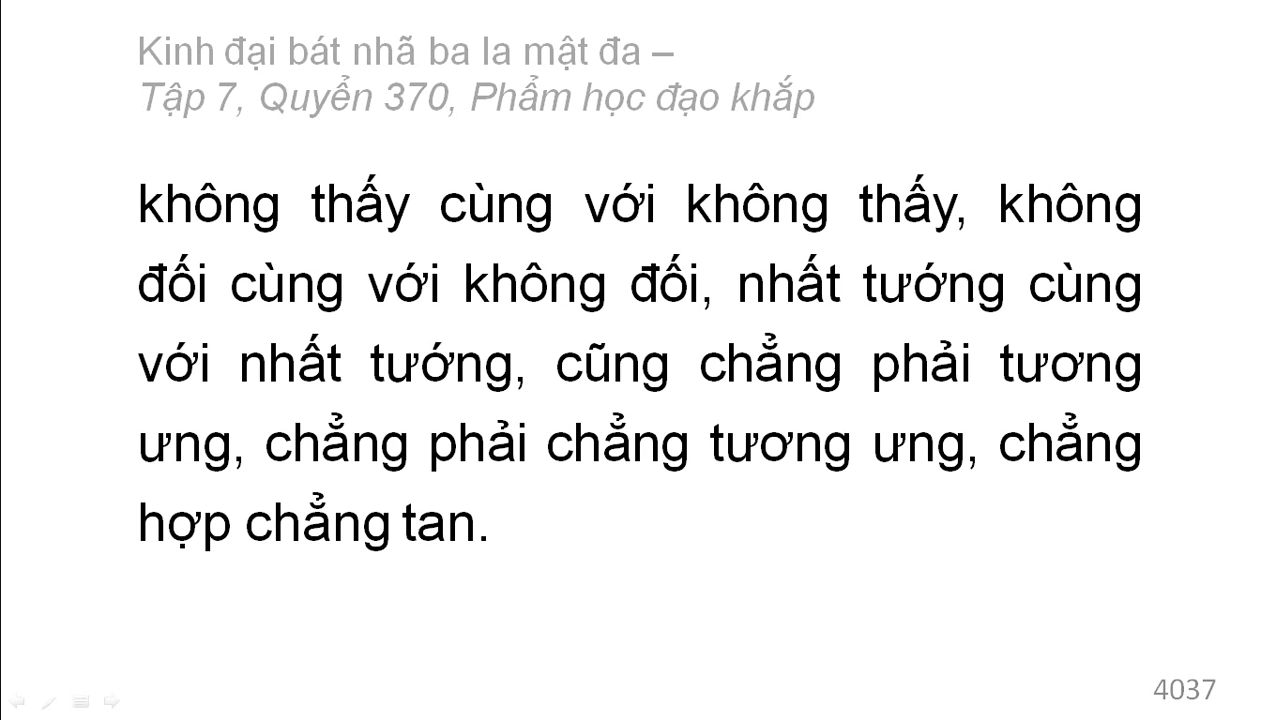 Kinh đại bát nhã ba la mật đa –
Tập 7, Quyển 370, Phẩm học đạo khắp
không thấy cùng với không thấy, không
đối cùng với không đối, nhất tướng cùng
với nhất tướng, cũng chẳng phải tương
ưng, chẳng phải chẳng tương ưng, chẳng
hợp chẳng tan.
4037